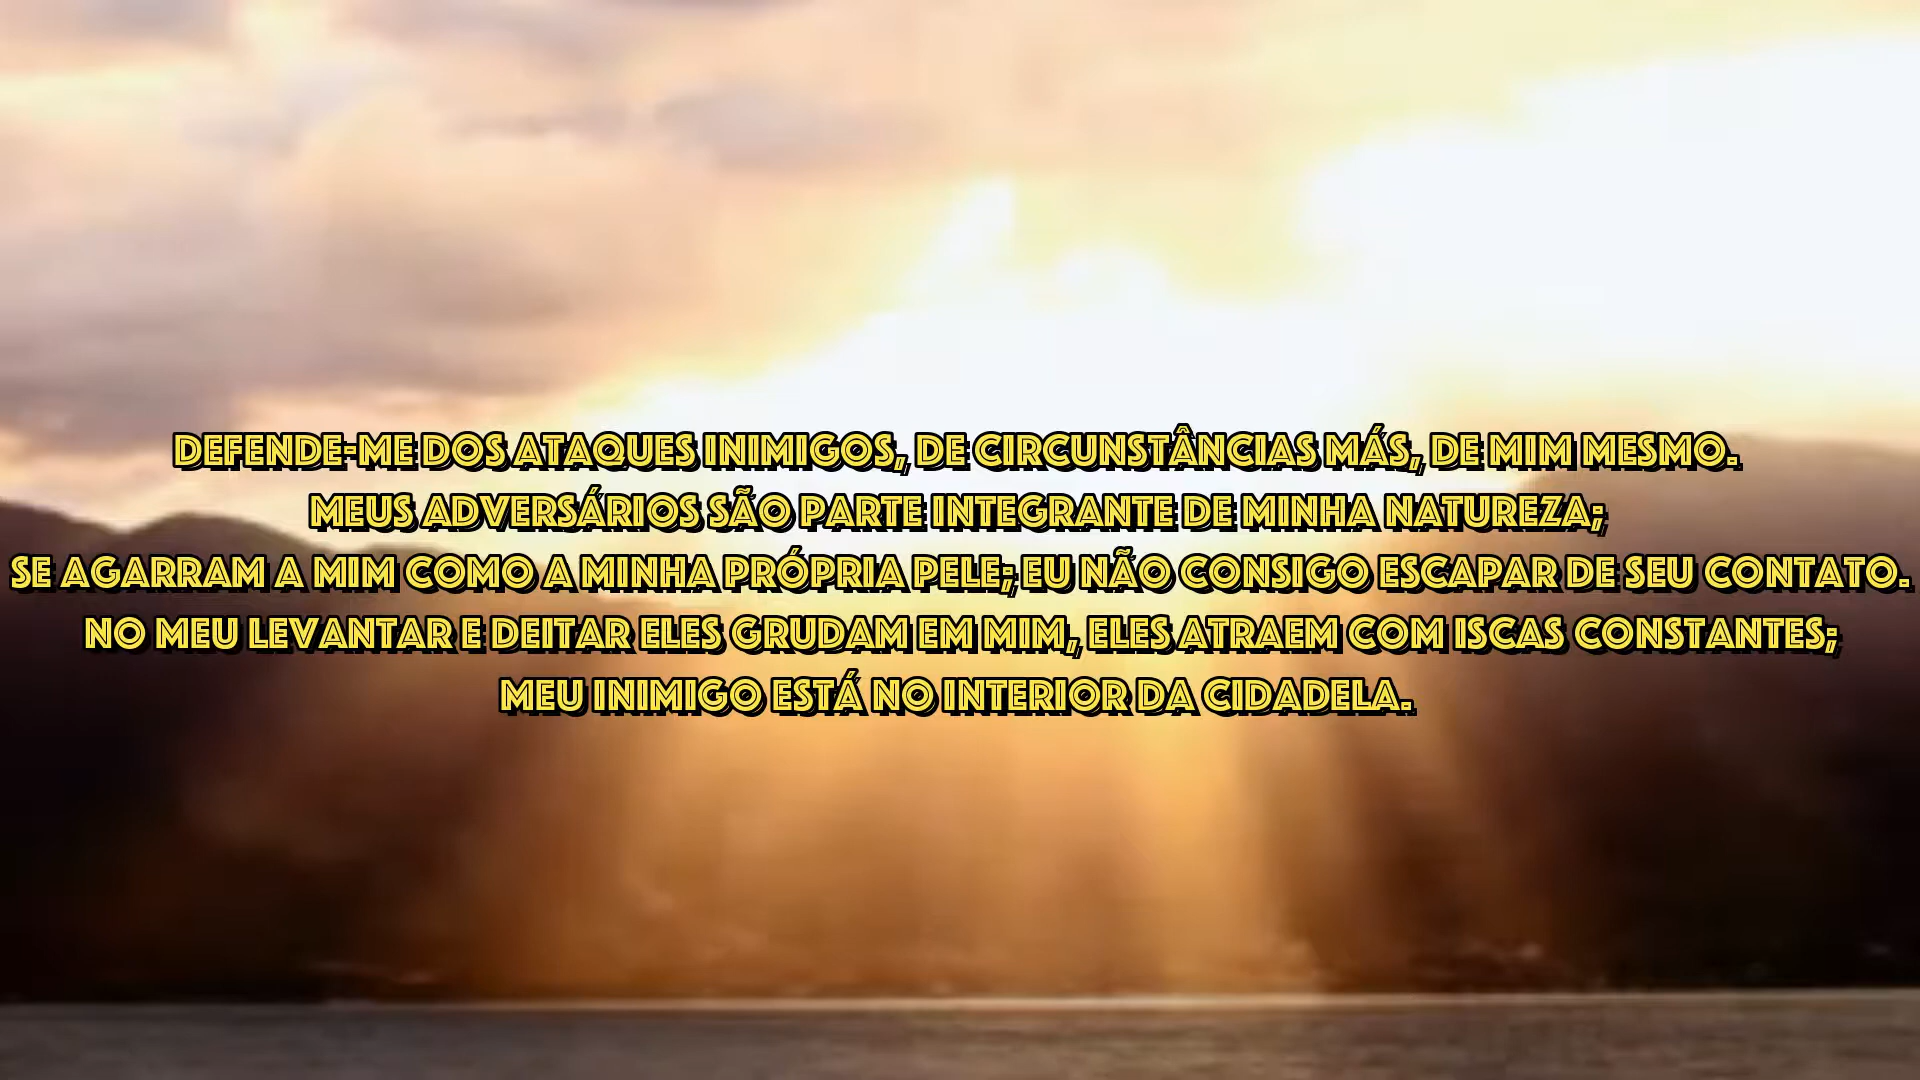 DEFENDE-ME DOS ATAQUES INIMIGOS, DE CIRCUNSTÂNCIAS MÁS, DE MIM MESMO.
MEUS ADVERSÁRIOS SÃO PARTE INTEGRANTE DE MINHA NATUREZA;
SE AGARRAM A MIM COMO A MINHA PRÓPRIA PELE; EU NÃO CONSIGO ESCAPAR DE SEU CONTATO.
NO MEU LEVANTAR E DEITAR ELES GRUDAM EM MIM, ELES ATRAEM COM ISCAS CONSTANTES;
MEU INIMIGO ESTÁ NO INTERIOR DA CIDADELA.